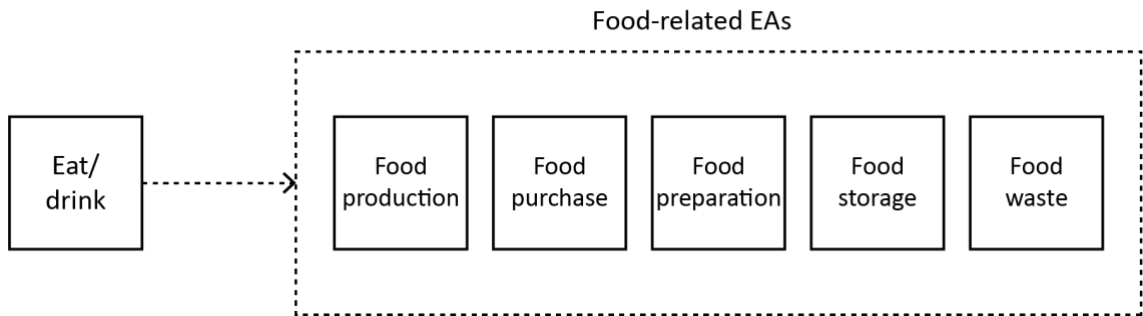 Food-related EAs
Eat/
drink
Food
production
Food
purchase
Food
preparation
Food
storage
Food
waste